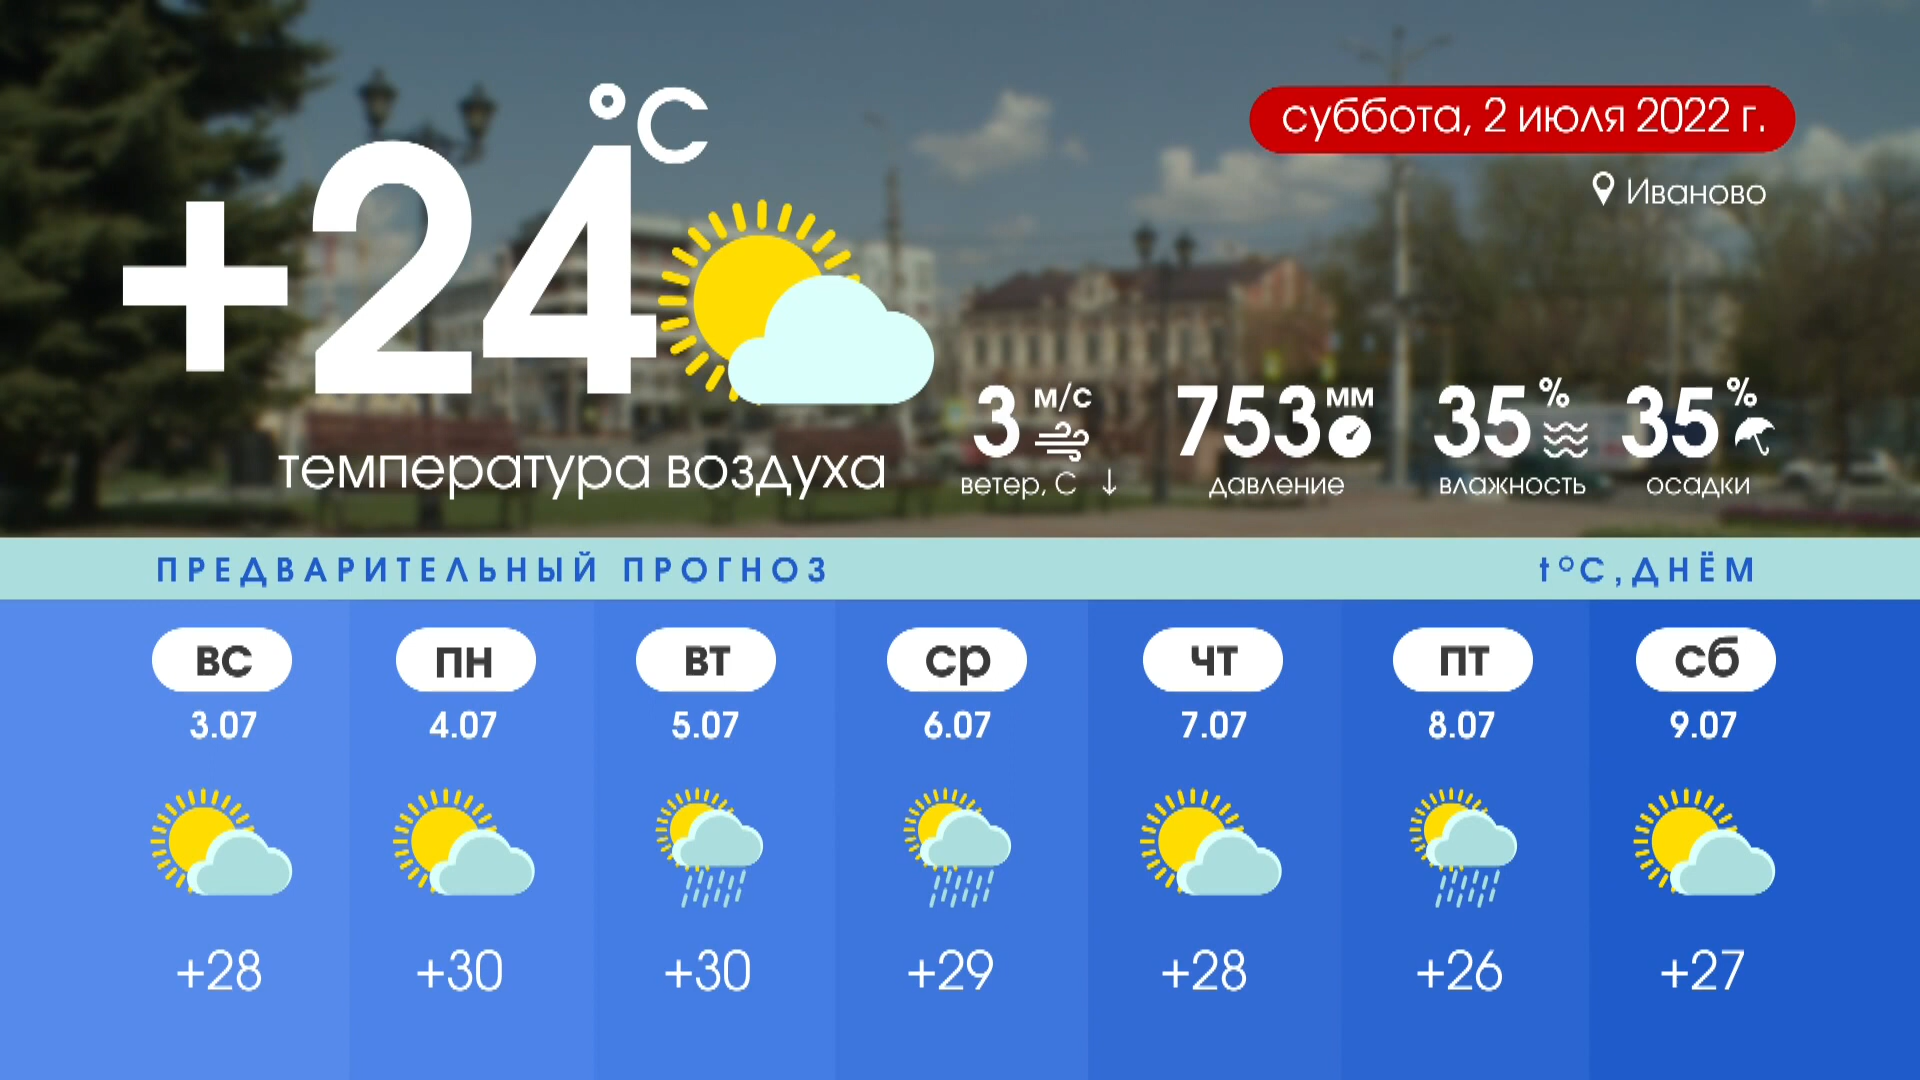 +24°C
температура воздуха
суббота, 2 июля 2022 г.
Иваново
3 м/с
ветер, С ↓
753 мм
давление
35 %
влажность
35 %
осадки
ПРЕДВАРИТЕЛЬНЫЙ ПРОГНОЗ
t°C, ДНЁМ
вс пн вт ср чт пт сб
3.07 4.07 5.07 6.07 7.07 8.07 9.07
+28 +30 +30 +29 +28 +26 +27